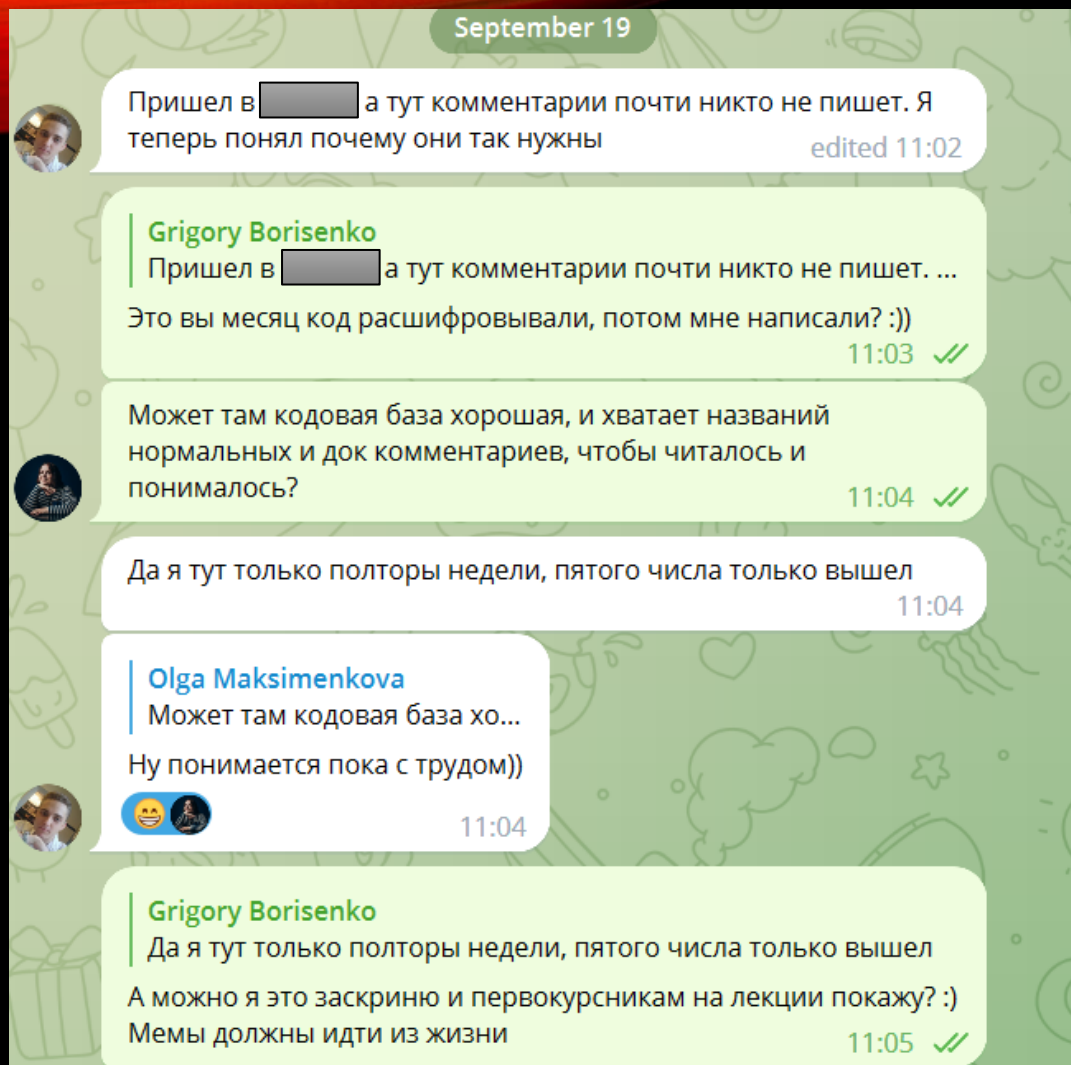 September 19
Пришел в а тут комментарии почти никто не пишет. Я
теперь понял почему они так нужны
edited 11:02
Grigory Borisenko
Пришел в а тут комментарии почти никто не пишет. ...
Это вы месяц код расшифровывали, потом мне написали? :))
11:03
Может там кодовая база хорошая, и хватает названий
нормальных и док комментариев, чтобы читалось и
понималось?
11:04
Да я тут только полторы недели, пятого числа только вышел
11:04
Olga Maksimenkova
Может там кодовая база хо...
Ну понимается пока с трудом))
11:04
Grigory Borisenko
Да я тут только полторы недели, пятого числа только вышел
А можно я это заскриню и первокурсникам на лекции покажу? :)
Мемы должны идти из жизни
11:05